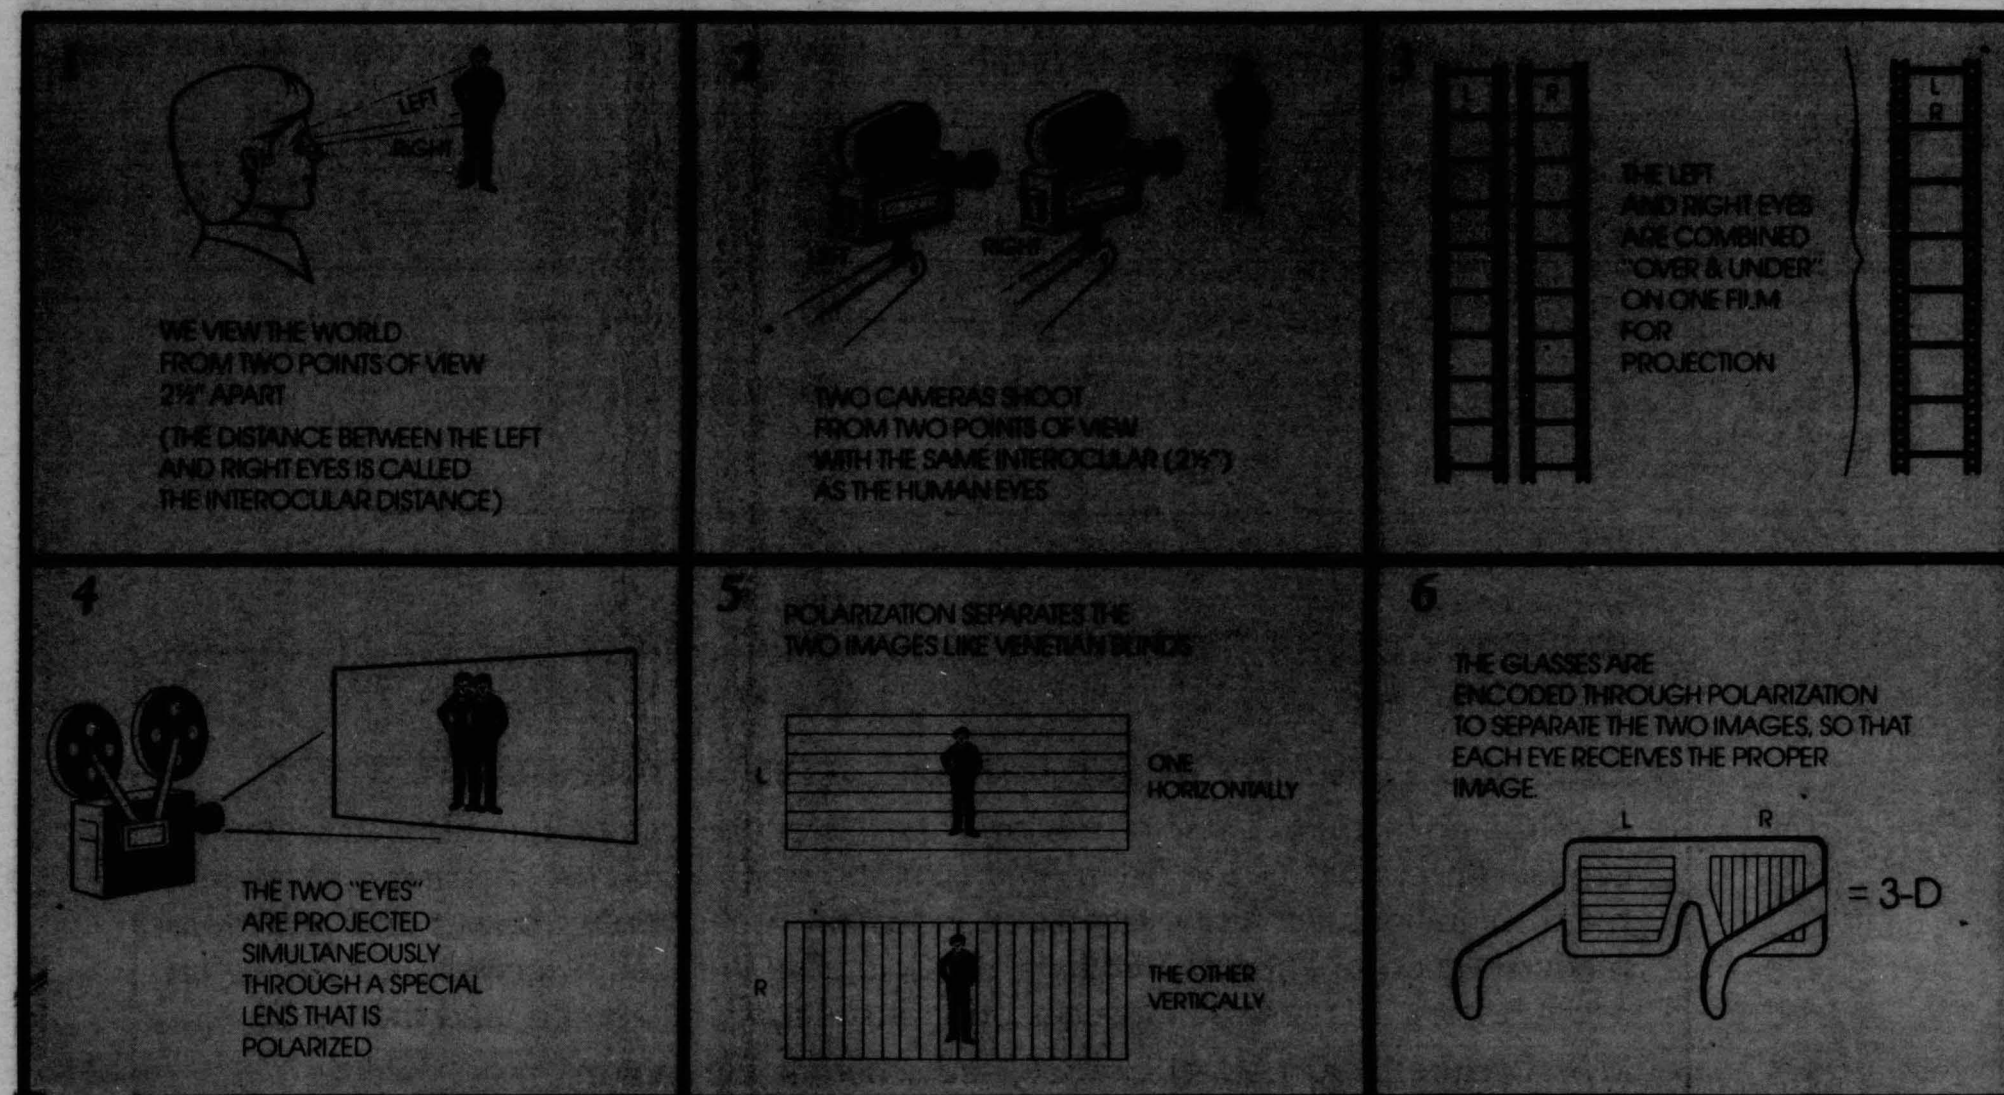 1
LEFT
RIGHT
WE VIEW THE WORLD
FROM TWO POINTS OF VIEW
2½" APART
(THE DISTANCE BETWEEN THE LEFT
AND RIGHT EYES IS CALLED
THE INTEROCULAR DISTANCE)
2
LEFT
RIGHT
TWO CAMERAS SHOOT
FROM TWO POINTS OF VIEW
WITH THE SAME INTEROCULAR (2½")
AS THE HUMAN EYES
3
L
R
THE LEFT
AND RIGHT EYES
ARE COMBINED
"OVER & UNDER"
ON ONE FILM
FOR
PROJECTION
L
R
4
THE TWO "EYES"
ARE PROJECTED
SIMULTANEOUSLY
THROUGH A SPECIAL
LENS THAT IS
POLARIZED
5
POLARIZATION SEPARATES THE
TWO IMAGES LIKE VENETIAN BLINDS
L
ONE
HORIZONTALLY
R
THE OTHER
VERTICALLY
6
THE GLASSES ARE
ENCODED THROUGH POLARIZATION
TO SEPARATE THE TWO IMAGES, SO THAT
EACH EYE RECEIVES THE PROPER
IMAGE.
L
R
= 3-D